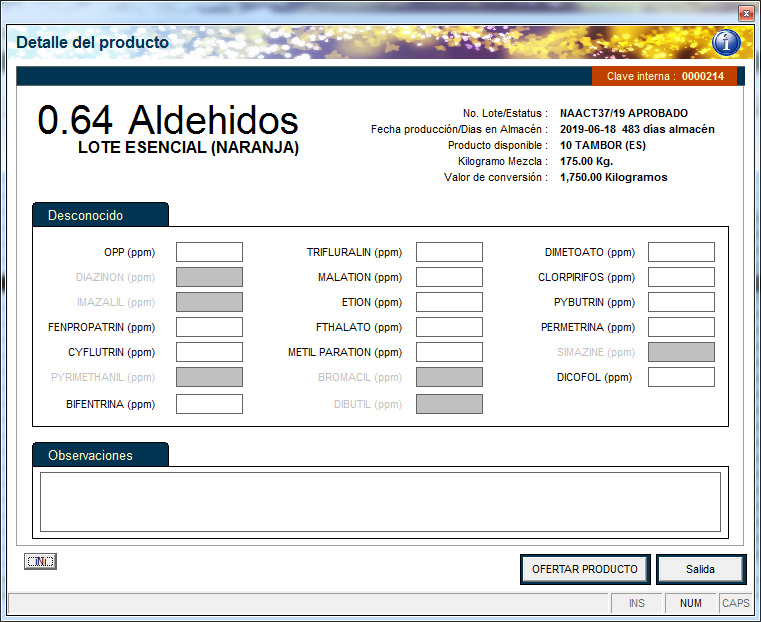 Detalle del producto
Clave interna : 0000214
0.64 Aldehidos
LOTE ESENCIAL (NARANJA)
No. Lote/Estatus : NAACT37/19 APROBADO
Fecha producción/Dias en Almacén : 2019-06-18 483 días almacén
Producto disponible : 10 TAMBOR (ES)
Kilogramo Mezcla : 175.00 Kg.
Valor de conversión : 1,750.00 Kilogramos
Desconocido
OPP (ppm) TRIFLURALIN (ppm) DIMETOATO (ppm)
DIAZINON (ppm) MALATION (ppm) CLORPIRIFOS (ppm)
IMAZALIL (ppm) ETION (ppm) PYBUTRIN (ppm)
FENPROPATRIN (ppm) FTHALATO (ppm) PERMETRINA (ppm)
CYFLUTRIN (ppm) METIL PARATION (ppm) SIMAZINE (ppm)
PYRIMETHANIL (ppm) BROMACIL (ppm) DICOFOL (ppm)
BIFENTRINA (ppm) DIBUTIL (ppm)
Observaciones
OFERTAR PRODUCTO Salida
INS NUM CAPS